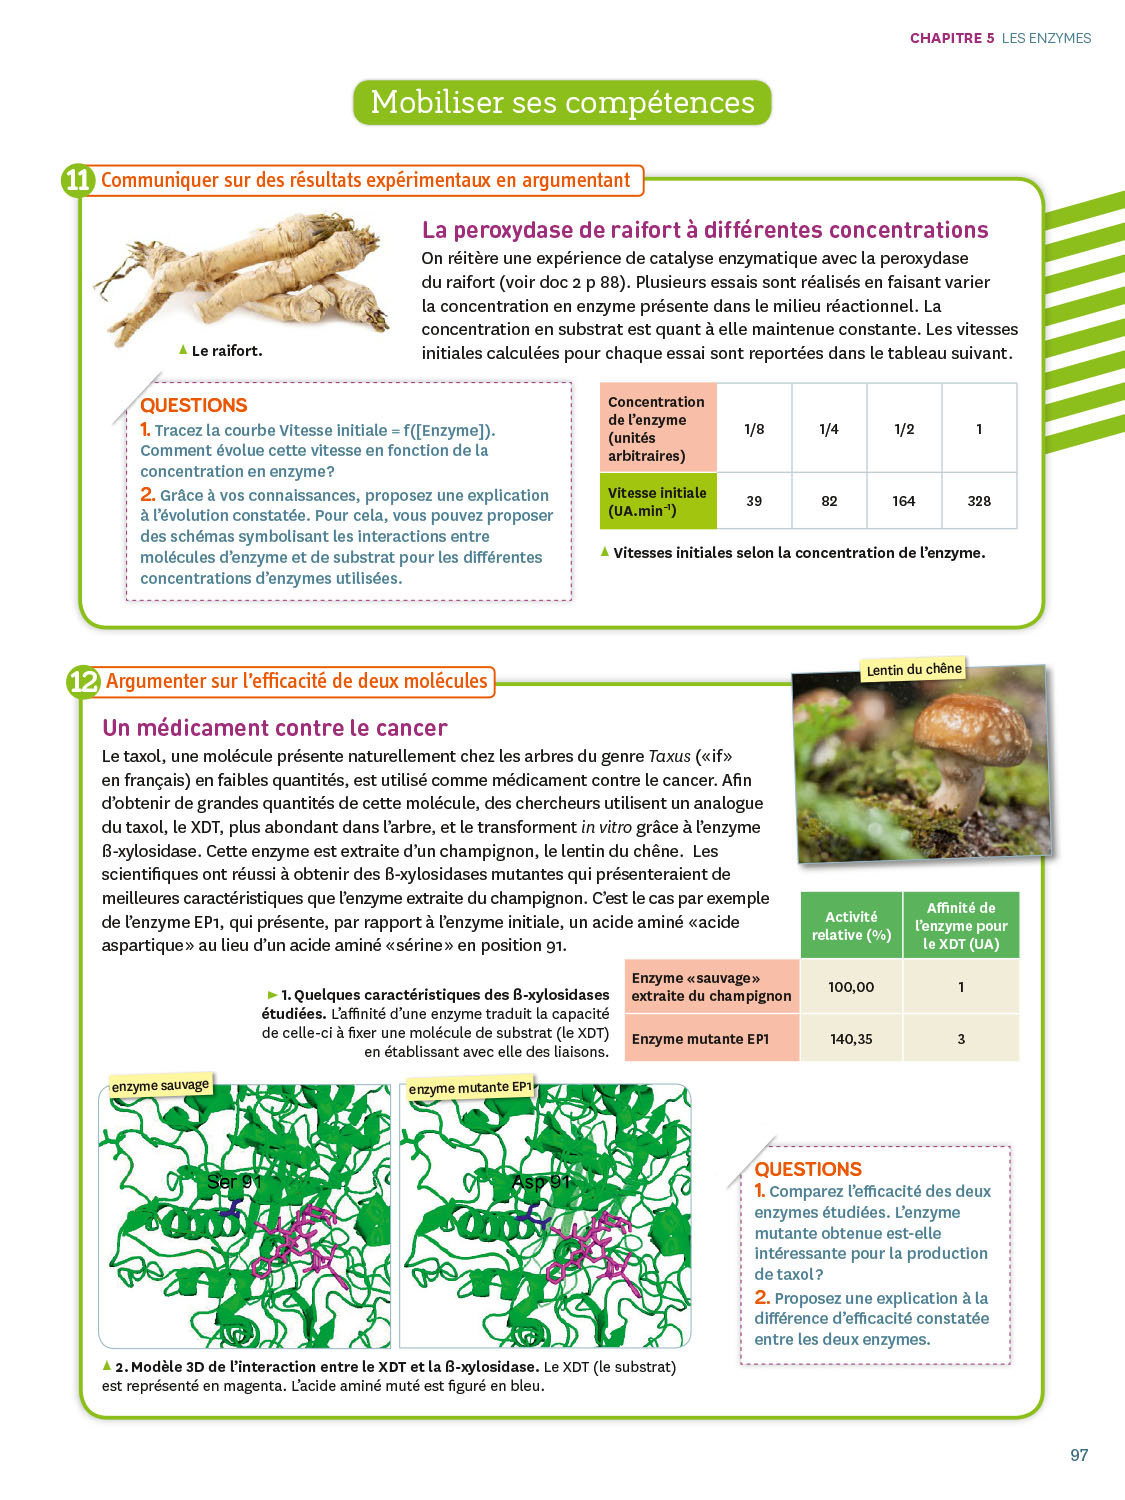 CHAPITRE 5 LES ENZYMES
Mobiliser ses compétences
11 Communiquer sur des résultats expérimentaux en argumentant
La peroxydase de raifort à différentes concentrations
On réitère une expérience de catalyse enzymatique avec la peroxydase
du raifort (voir doc 2 p 88). Plusieurs essais sont réalisés en faisant varier
la concentration en enzyme présente dans le milieu réactionnel. La
concentration en substrat est quant à elle maintenue constante. Les vitesses
initiales calculées pour chaque essai sont reportées dans le tableau suivant.
Le raifort.
QUESTIONS
1. Tracez la courbe Vitesse initiale = f([Enzyme]).
Comment évolue cette vitesse en fonction de la
concentration en enzyme?
2. Grâce à vos connaissances, proposez une explication
à l'évolution constatée. Pour cela, vous pouvez proposer
des schémas symbolisant les interactions entre
molécules d'enzyme et de substrat pour les différentes
concentrations d'enzymes utilisées.
Concentration
de l'enzyme
(unités
arbitraires)
1/8 1/4 1/2 1
Vitesse initiale
(UA.min⁻¹)
39 82 164 328
Vitesses initiales selon la concentration de l'enzyme.
12 Argumenter sur l'efficacité de deux molécules
Lentin du chêne
Un médicament contre le cancer
Le taxol, une molécule présente naturellement chez les arbres du genre Taxus («if»
en français) en faibles quantités, est utilisé comme médicament contre le cancer. Afin
d'obtenir de grandes quantités de cette molécule, des chercheurs utilisent un analogue
du taxol, le XDT, plus abondant dans l'arbre, et le transforment in vitro grâce à l'enzyme
ß-xylosidase. Cette enzyme est extraite d'un champignon, le lentin du chêne. Les
scientifiques ont réussi à obtenir des ß-xylosidases mutantes qui présenteraient de
meilleures caractéristiques que l'enzyme extraite du champignon. C'est le cas par exemple
de l'enzyme EP1, qui présente, par rapport à l'enzyme initiale, un acide aminé «acide
aspartique» au lieu d'un acide aminé «sérine» en position 91.
Activité
relative (%)
Affinité de
l'enzyme pour
le XDT (UA)
Enzyme «sauvage»
extraite du champignon
100,00 1
Enzyme mutante EP1 140,35 3
1. Quelques caractéristiques des ß-xylosidases
étudiées. L'affinité d'une enzyme traduit la capacité
de celle-ci à fixer une molécule de substrat (le XDT)
en établissant avec elle des liaisons.
enzyme sauvage
Ser 91
enzyme mutante EP1
Asp 91
2. Modèle 3D de l'interaction entre le XDT et la ß-xylosidase. Le XDT (le substrat)
est représenté en magenta. L'acide aminé muté est figuré en bleu.
QUESTIONS
1. Comparez l'efficacité des deux
enzymes étudiées. L'enzyme
mutante obtenue est-elle
intéressante pour la production
de taxol?
2. Proposez une explication à la
différence d'efficacité constatée
entre les deux enzymes.
97